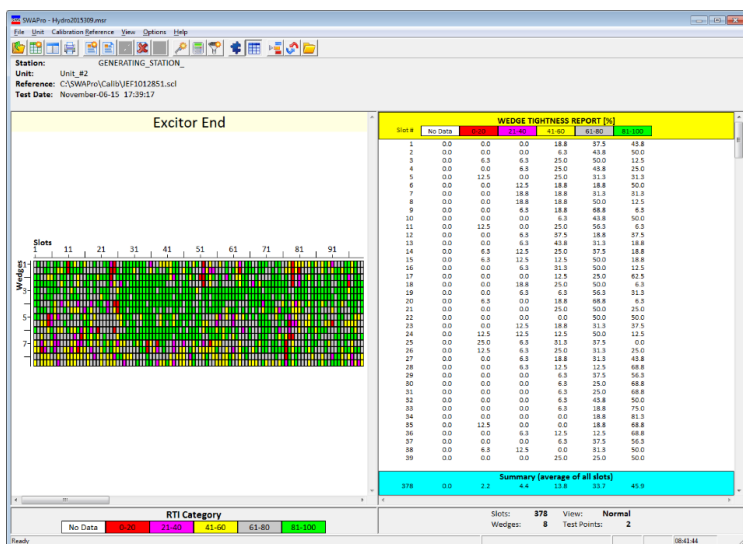 SWAPro - Hydro2015309.msr
File Unit Calibration Reference View Options Help
Station: GENERATING_STATION_
Unit: Unit_#2
Reference: C:\SWAPro\Callb\JEF1012851.scl
Test Date: November-06-15 17:39:17
Excitor End
Slots
1 11 21 31 41 51 61 71 81 91
Wedges
1
3
5
7
WEDGE TIGHTNESS REPORT [%]
Slot # No Data 0-20 21-40 41-60 61-80 81-100
1 0.0 0.0 0.0 18.8 37.5 43.8
2 0.0 0.0 0.0 6.3 43.8 50.0
3 0.0 6.3 6.3 25.0 50.0 12.5
4 0.0 0.0 6.3 25.0 43.8 25.0
5 0.0 12.5 0.0 25.0 31.3 31.3
6 0.0 0.0 12.5 18.8 18.8 50.0
7 0.0 0.0 18.8 18.8 31.3 31.3
8 0.0 0.0 18.8 18.8 50.0 12.5
9 0.0 0.0 6.3 18.8 68.8 6.3
10 0.0 0.0 0.0 6.3 43.8 50.0
11 0.0 12.5 0.0 25.0 56.3 6.3
12 0.0 0.0 6.3 37.5 18.8 37.5
13 0.0 0.0 6.3 43.8 31.3 18.8
14 0.0 6.3 12.5 25.0 37.5 18.8
15 0.0 6.3 12.5 12.5 50.0 18.8
16 0.0 0.0 6.3 31.3 50.0 12.5
17 0.0 0.0 0.0 12.5 25.0 62.5
18 0.0 0.0 18.8 25.0 50.0 6.3
19 0.0 0.0 6.3 6.3 56.3 31.3
20 0.0 6.3 0.0 18.8 68.8 6.3
21 0.0 0.0 0.0 25.0 50.0 25.0
22 0.0 0.0 0.0 0.0 50.0 50.0
23 0.0 0.0 12.5 18.8 31.3 37.5
24 0.0 12.5 12.5 12.5 50.0 12.5
25 0.0 25.0 6.3 31.3 37.5 0.0
26 0.0 12.5 6.3 25.0 31.3 25.0
27 0.0 0.0 6.3 18.8 31.3 43.8
28 0.0 0.0 6.3 12.5 12.5 68.8
29 0.0 0.0 0.0 6.3 37.5 56.3
30 0.0 0.0 0.0 6.3 25.0 68.8
31 0.0 0.0 0.0 6.3 25.0 68.8
32 0.0 0.0 0.0 6.3 43.8 50.0
33 0.0 0.0 0.0 6.3 18.8 75.0
34 0.0 0.0 0.0 0.0 18.8 81.3
35 0.0 12.5 0.0 0.0 18.8 68.8
36 0.0 0.0 6.3 12.5 12.5 68.8
37 0.0 0.0 0.0 6.3 37.5 56.3
38 0.0 6.3 12.5 0.0 31.3 50.0
39 0.0 0.0 0.0 25.0 25.0 50.0
Summary (average of all slots)
378 0.0 2.2 4.4 13.8 33.7 45.9
RTI Category
No Data 0-20 21-40 41-60 61-80 81-100
Slots: 378 View: Normal
Wedges: 8 Test Points: 2
Ready 08:41:44